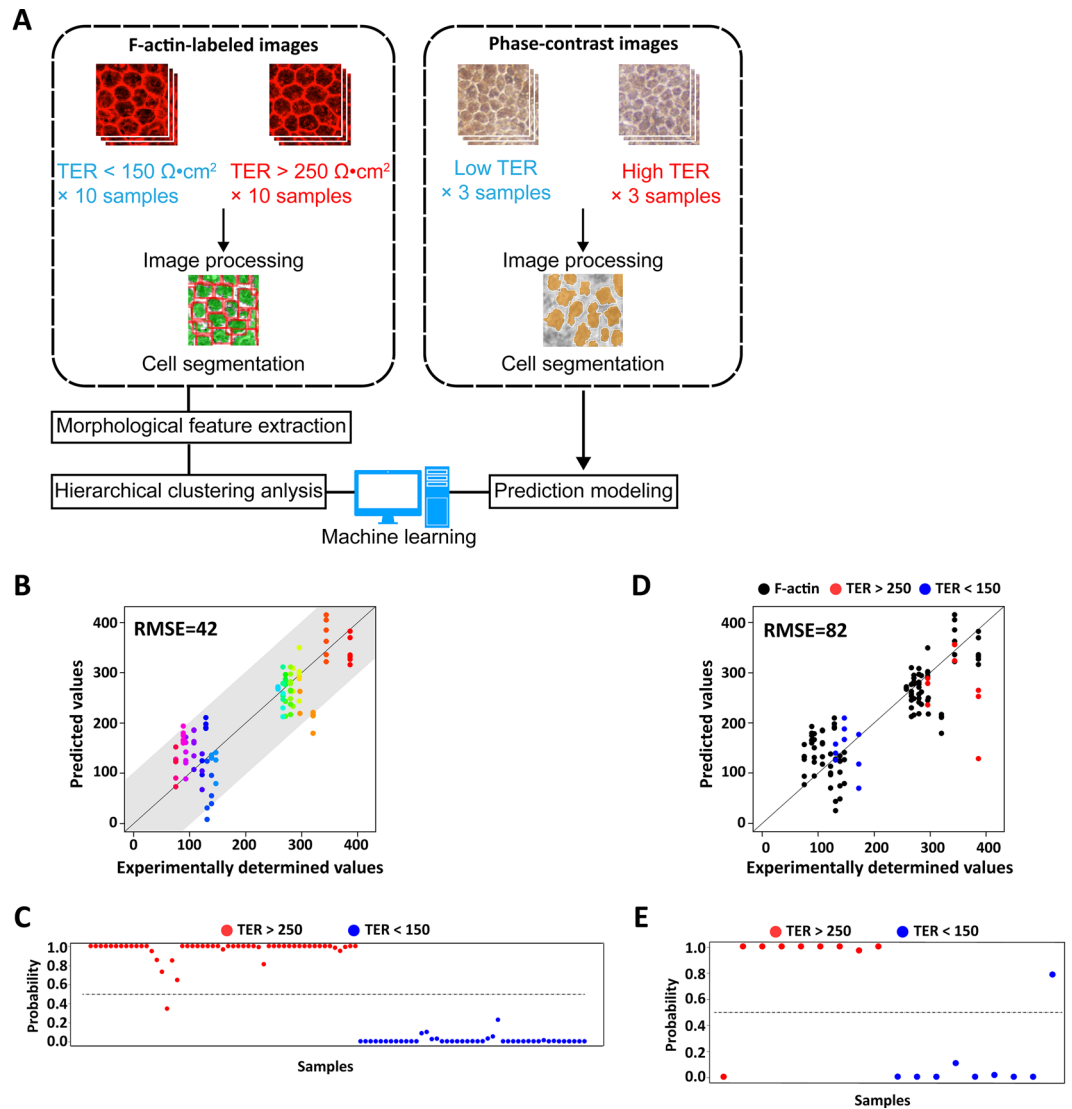 A
F-actin-labeled images
TER < 150 Ω•cm²
× 10 samples
TER > 250 Ω•cm²
× 10 samples
Image processing
Cell segmentation
Phase-contrast images
Low TER
× 3 samples
High TER
× 3 samples
Image processing
Cell segmentation
Morphological feature extraction
Hierarchical clustering anlysis
Machine learning
Prediction modeling
B
RMSE=42
Predicted values
400
300
200
100
0
0 100 200 300 400
Experimentally determined values
D
F-actin TER > 250 TER < 150
RMSE=82
Predicted values
400
300
200
100
0
0 100 200 300 400
Experimentally determined values
C
TER > 250 TER < 150
Probability
1.0
0.8
0.6
0.4
0.2
0.0
Samples
E
TER > 250 TER < 150
Probability
1.0
0.8
0.6
0.4
0.2
0.0
Samples